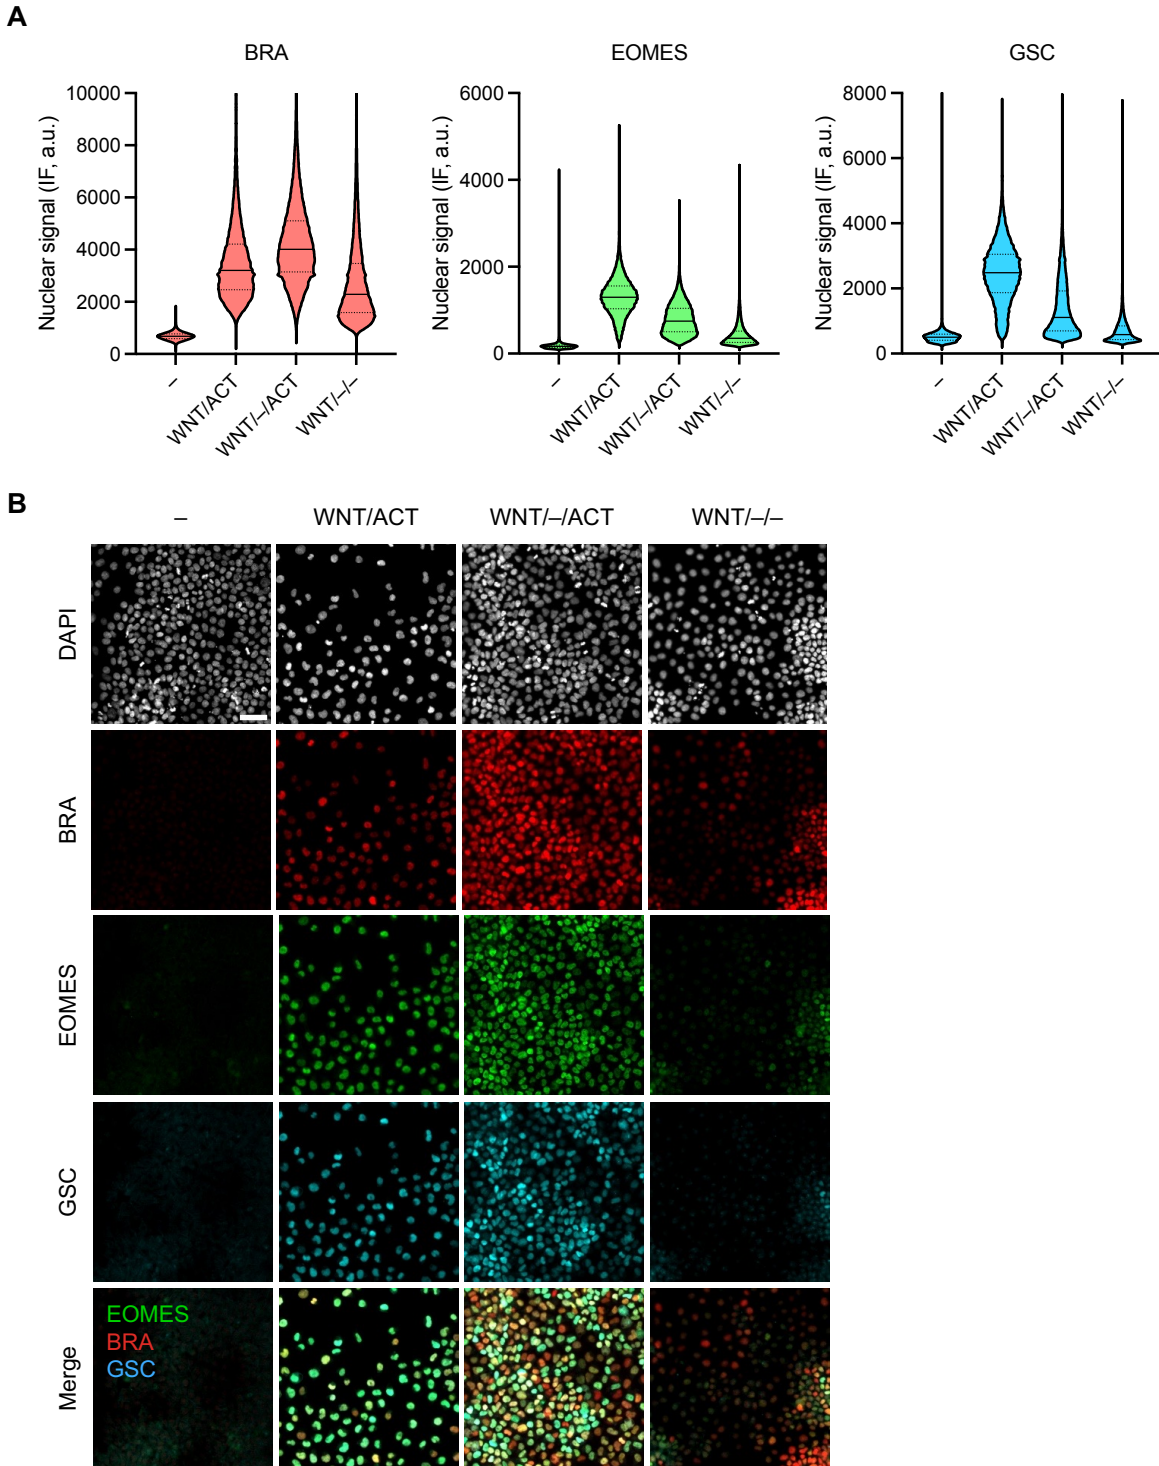 A
BRA
EOMES
GSC
Nuclear signal (IF, a.u.)
10000
8000
6000
4000
2000
0
–
WNT/ACT
WNT/–/ACT
WNT/–/–
Nuclear signal (IF, a.u.)
6000
4000
2000
0
–
WNT/ACT
WNT/–/ACT
WNT/–/–
Nuclear signal (IF, a.u.)
8000
6000
4000
2000
0
–
WNT/ACT
WNT/–/ACT
WNT/–/–
B
– WNT/ACT WNT/–/ACT WNT/–/–
DAPI
BRA
EOMES
GSC
Merge
EOMES
BRA
GSC